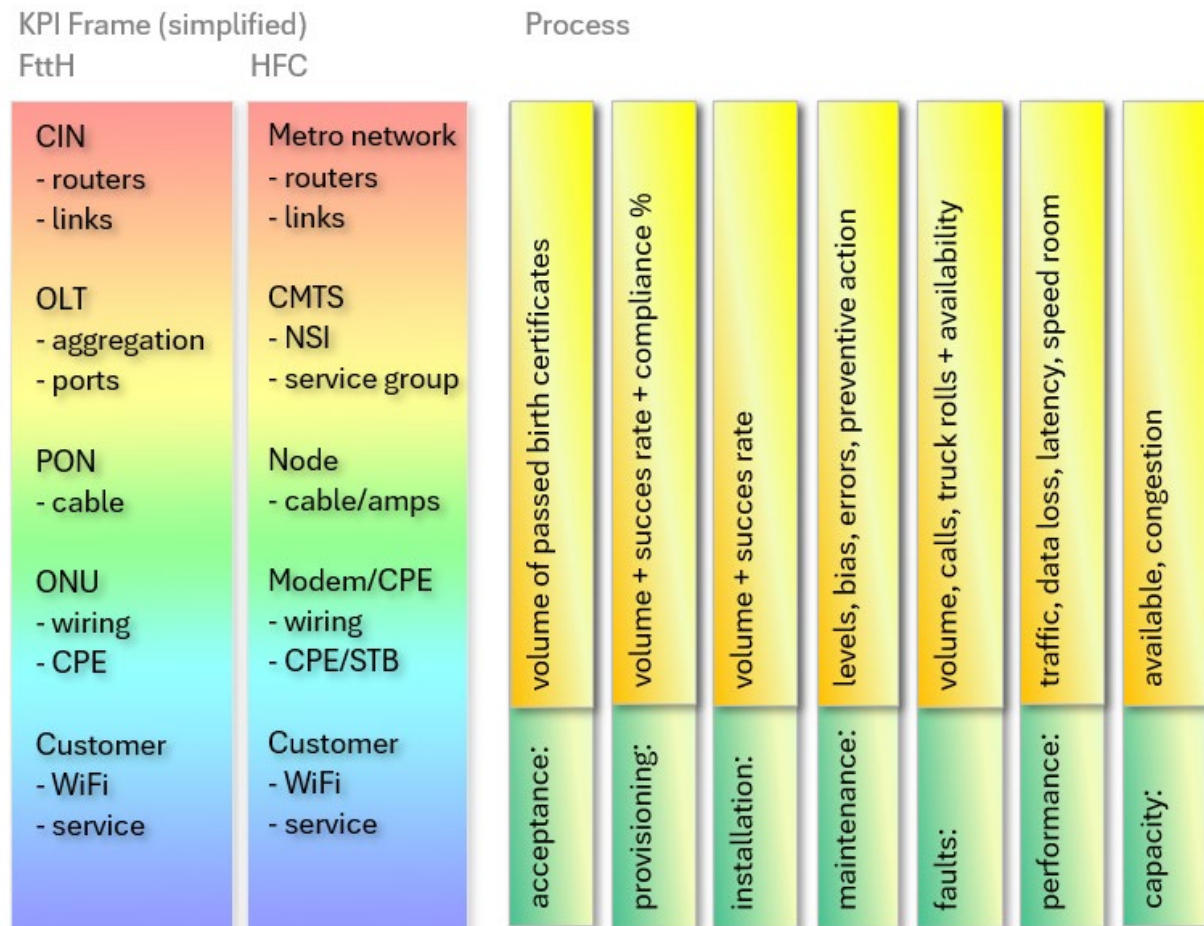 KPI Frame (simplified)
FttH
HFC
Process
CIN
- routers
- links
OLT
- aggregation
- ports
PON
- cable
ONU
- wiring
- CPE
Customer
- WiFi
- service
Metro network
- routers
- links
CMTS
- NSI
- service group
Node
- cable/amps
Modem/CPE
- wiring
- CPE/STB
Customer
- WiFi
- service
acceptance: volume of passed birth certificates
provisioning: volume + succes rate + compliance %
installation: volume + succes rate
maintenance: levels, bias, errors, preventive action
faults: volume, calls, truck rolls + availability
performance: traffic, data loss, latency, speed room
capacity: available, congestion